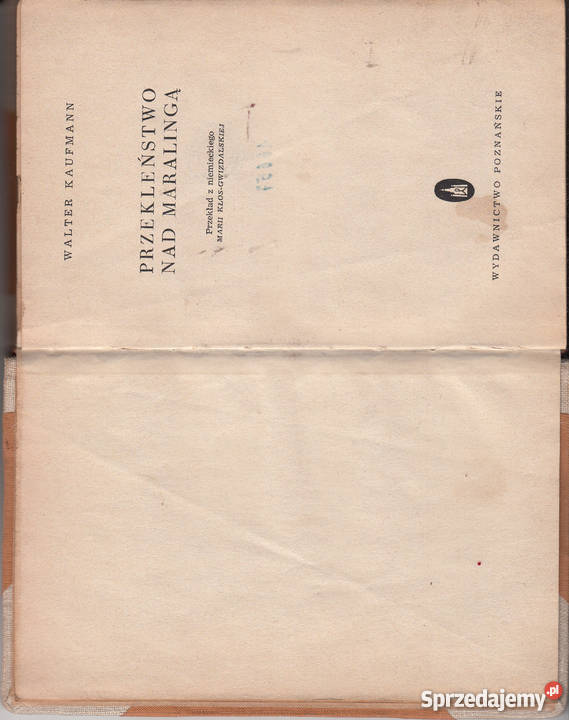 WALTER KAUFMANN
PRZEKLEŃSTWO
NAD MARALINGĄ
Przekład z niemieckiego
MARII KŁOS-GWIZDALSKIEJ
WYDAWNICTWO POZNAŃSKIE
Sprzedajemy.pl